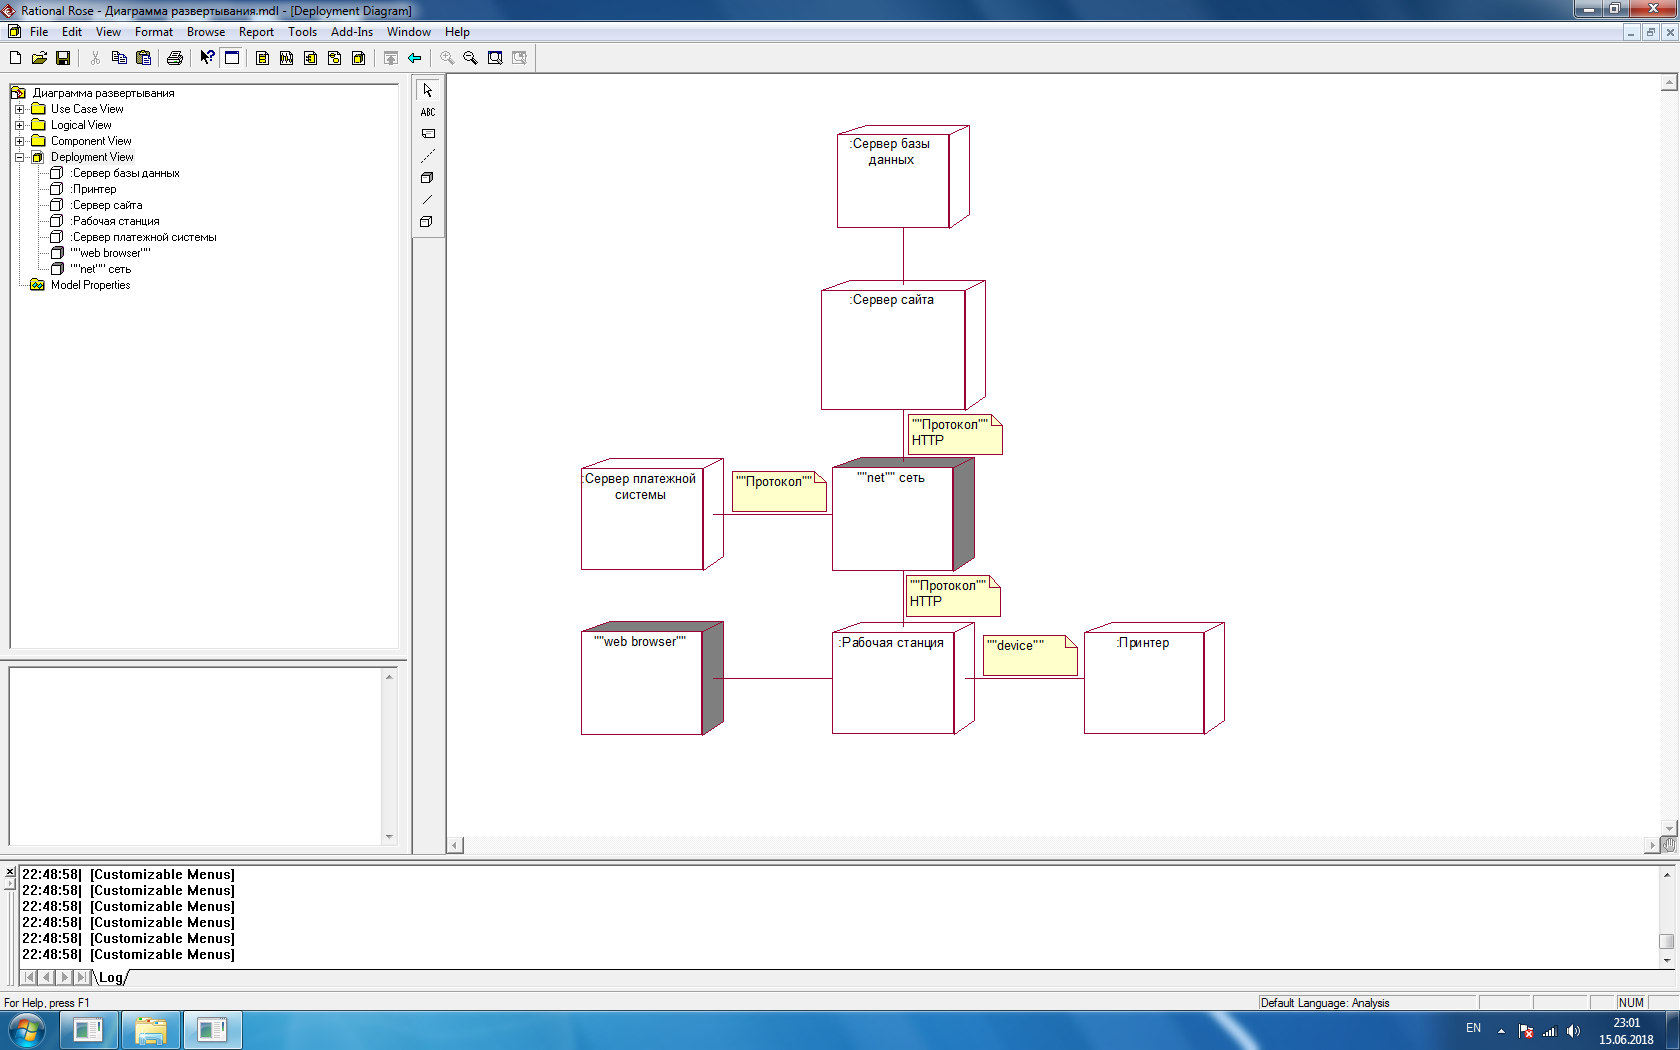 Rational Rose - Диаграмма развертывания.mdl - [Deployment Diagram]
File Edit View Format Browse Report Tools Add-Ins Window Help
ABC
Диаграмма развертывания
Use Case View
Logical View
Component View
Deployment View
:Сервер базы данных
:Принтер
:Сервер сайта
:Рабочая станция
:Сервер платежной системы
""web browser""
""net"" сеть
Model Properties
:Сервер базы
данных
:Сервер сайта
""Протокол""
HTTP
:Сервер платежной
системы
""Протокол""
""net"" сеть
""Протокол""
HTTP
""web browser""
:Рабочая станция
""device""
:Принтер
22:48:58| [Customizable Menus]
22:48:58| [Customizable Menus]
22:48:58| [Customizable Menus]
22:48:58| [Customizable Menus]
22:48:58| [Customizable Menus]
22:48:58| [Customizable Menus]
Log
For Help, press F1
Default Language: Analysis
NUM
EN
23:01
15.06.2018